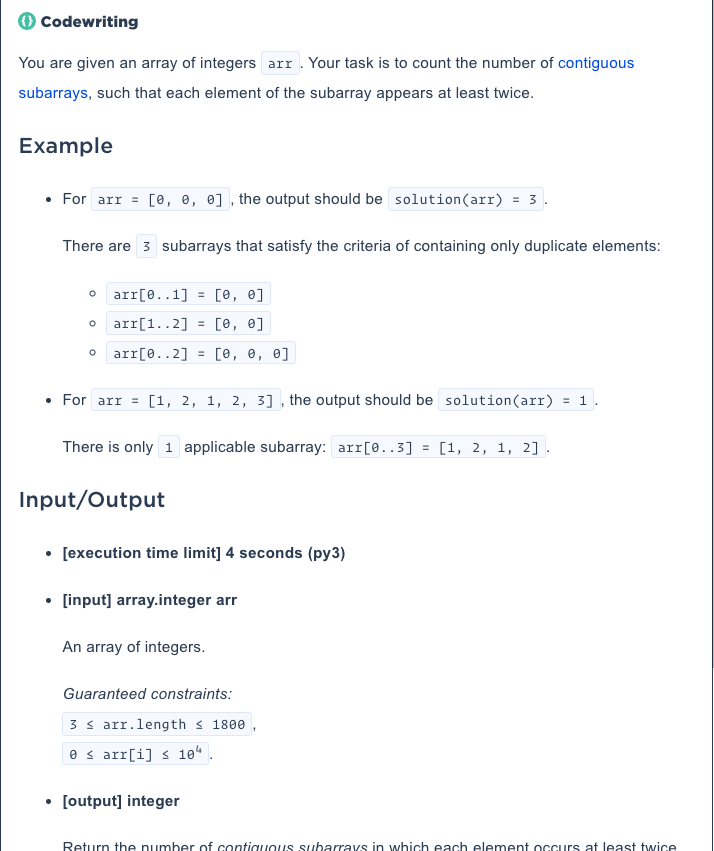 Codewriting
You are given an array of integers arr . Your task is to count the number of contiguous
subarrays, such that each element of the subarray appears at least twice.
Example
• For arr = [0, 0, 0] , the output should be solution(arr) = 3 .
There are 3 subarrays that satisfy the criteria of containing only duplicate elements:
◦ arr[0..1] = [0, 0]
◦ arr[1..2] = [0, 0]
◦ arr[0..2] = [0, 0, 0]
• For arr = [1, 2, 1, 2, 3] , the output should be solution(arr) = 1 .
There is only 1 applicable subarray: arr[0..3] = [1, 2, 1, 2] .
Input/Output
• [execution time limit] 4 seconds (py3)
• [input] array.integer arr
An array of integers.
Guaranteed constraints:
3 ≤ arr.length ≤ 1800 ,
0 ≤ arr[i] ≤ 10⁴ .
• [output] integer
Return the number of contiguous subarrays in which each element occurs at least twice